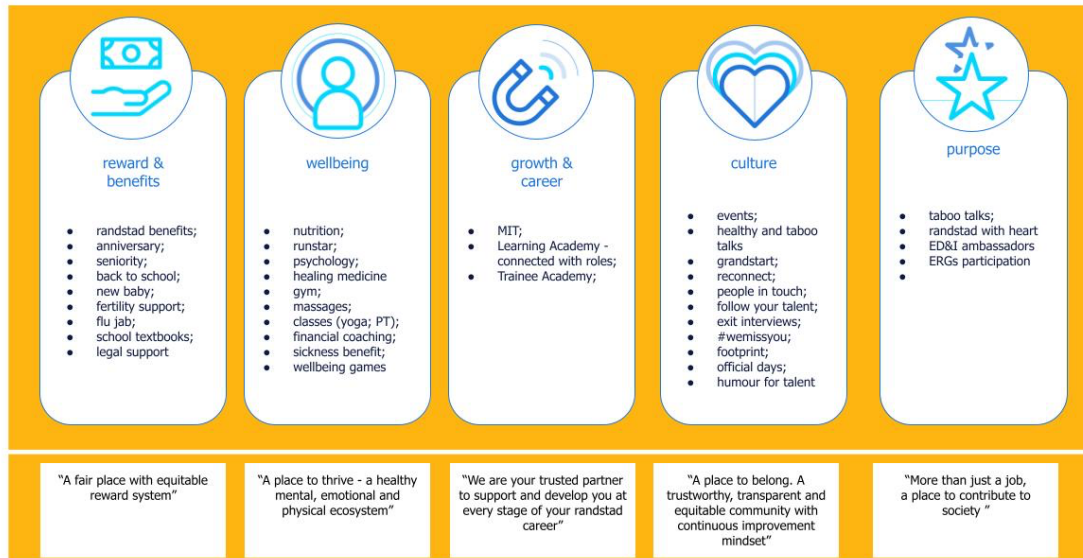 reward &
benefits
● randstad benefits;
● anniversary;
● seniority;
● back to school;
● new baby;
● fertility support;
● flu jab;
● school textbooks;
● legal support
wellbeing
● nutrition;
● runstar;
● psychology;
● healing medicine
● gym;
● massages;
● classes (yoga; PT);
● financial coaching;
● sickness benefit;
● wellbeing games
growth &
career
● MIT;
● Learning Academy -
connected with roles;
● Trainee Academy;
culture
● events;
● healthy and taboo
talks
● grandstart;
● reconnect;
● people in touch;
● follow your talent;
● exit interviews;
● #wemissyou;
● footprint;
● official days;
● humour for talent
purpose
● taboo talks;
● randstad with heart
● ED&I ambassadors
● ERGs participation
●
“A fair place with equitable
reward system”
“A place to thrive - a healthy
mental, emotional and
physical ecosystem”
“We are your trusted partner
to support and develop you at
every stage of your randstad
career”
“A place to belong. A
trustworthy, transparent and
equitable community with
continuous improvement
mindset”
“More than just a job,
a place to contribute to
society ”